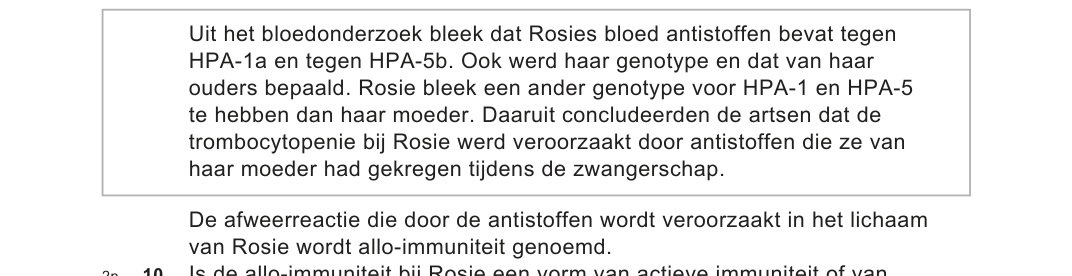 Uit het bloedonderzoek bleek dat Rosies bloed antistoffen bevat tegen
HPA-1a en tegen HPA-5b. Ook werd haar genotype en dat van haar
ouders bepaald. Rosie bleek een ander genotype voor HPA-1 en HPA-5
te hebben dan haar moeder. Daaruit concludeerden de artsen dat de
trombocytopenie bij Rosie werd veroorzaakt door antistoffen die ze van
haar moeder had gekregen tijdens de zwangerschap.
De afweerreactie die door de antistoffen wordt veroorzaakt in het lichaam
van Rosie wordt allo-immuniteit genoemd.
2p 10 Is de allo-immuniteit bij Rosie een vorm van actieve immuniteit of van